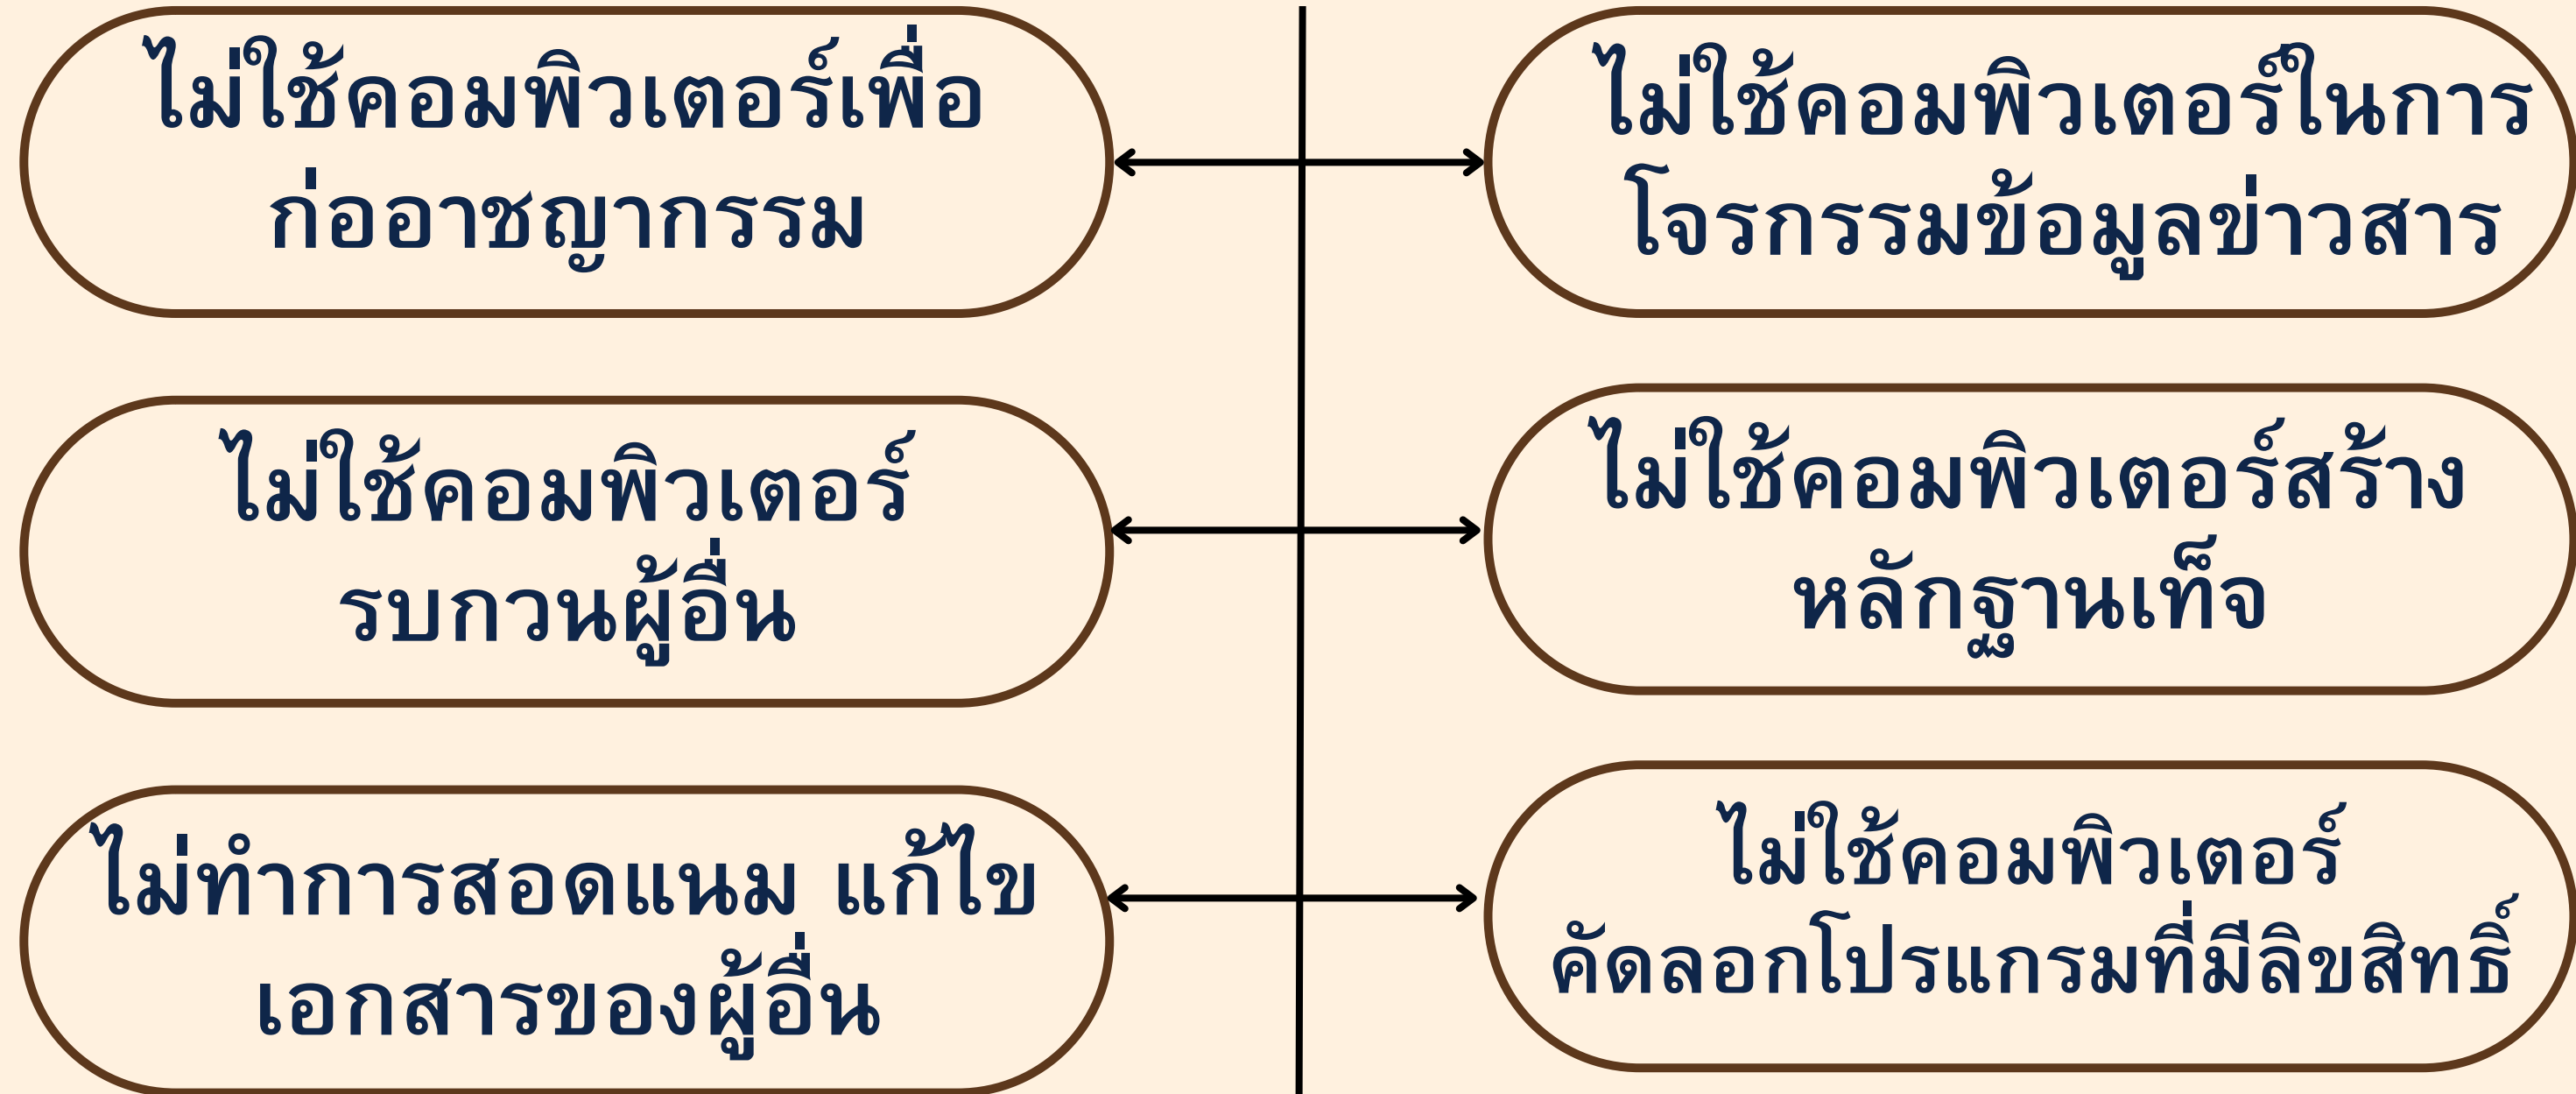 ไม่ใช้คอมพิวเตอร์เพื่อ
ก่ออาชญากรรม
ไม่ใช้คอมพิวเตอร์ในการ
โจรกรรมข้อมูลข่าวสาร
ไม่ใช้คอมพิวเตอร์
รบกวนผู้อื่น
ไม่ใช้คอมพิวเตอร์สร้าง
หลักฐานเท็จ
ไม่ทำการสอดแนม แก้ไข
เอกสารของผู้อื่น
ไม่ใช้คอมพิวเตอร์
คัดลอกโปรแกรมที่มีลิขสิทธิ์